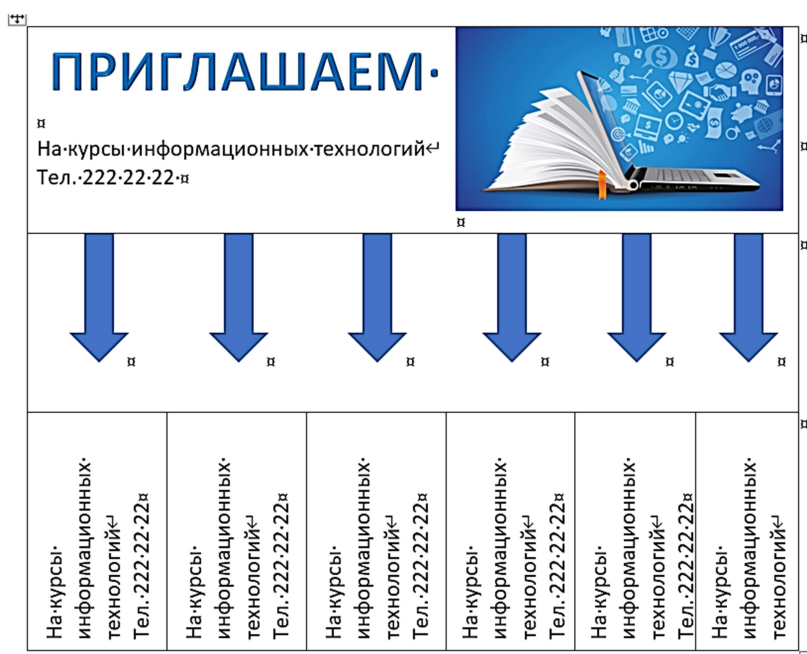 ПРИГЛАШАЕМ
На курсы информационных технологий
Тел. 222 22 22
На курсы
информационных
технологий
Тел. 222 22 22
На курсы
информационных
технологий
Тел. 222 22 22
На курсы
информационных
технологий
Тел. 222 22 22
На курсы
информационных
технологий
Тел. 222 22 22
На курсы
информационных
технологий
Тел. 222 22 22
На курсы
информационных
технологий